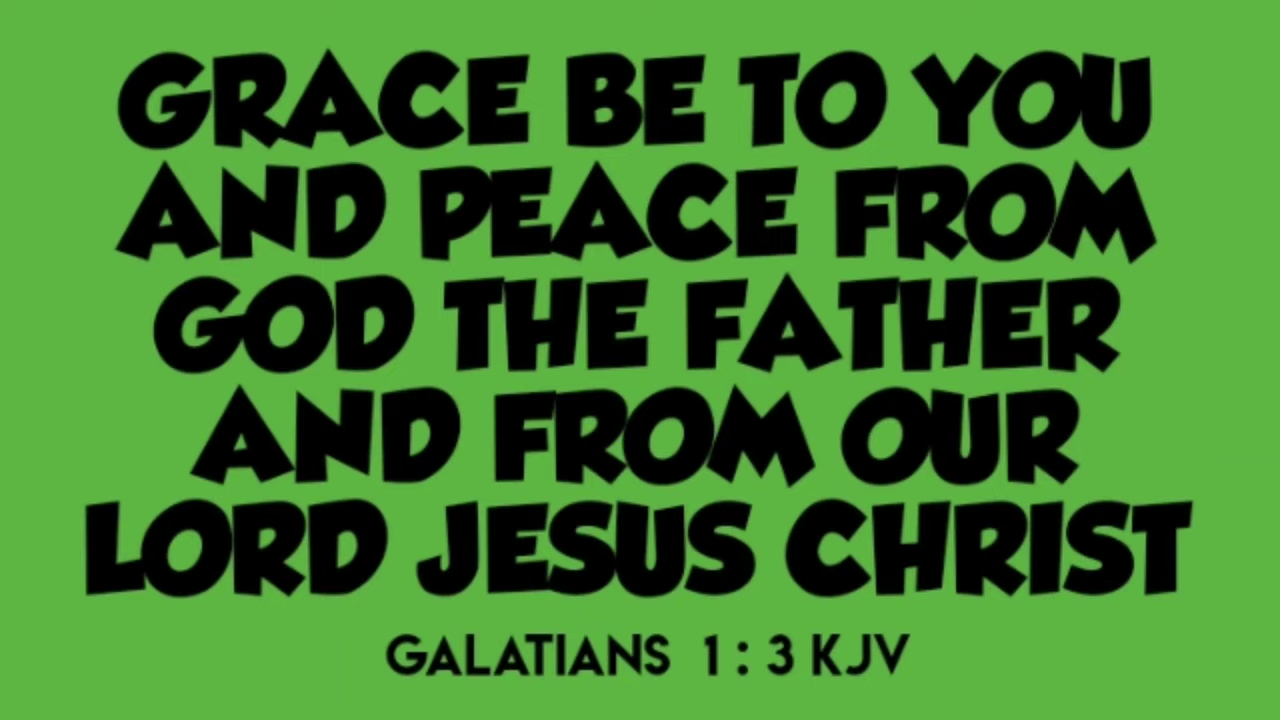 GRACE BE TO YOU
AND PEACE FROM
GOD THE FATHER
AND FROM OUR
LORD JESUS CHRIST
GALATIANS 1 : 3 KJV